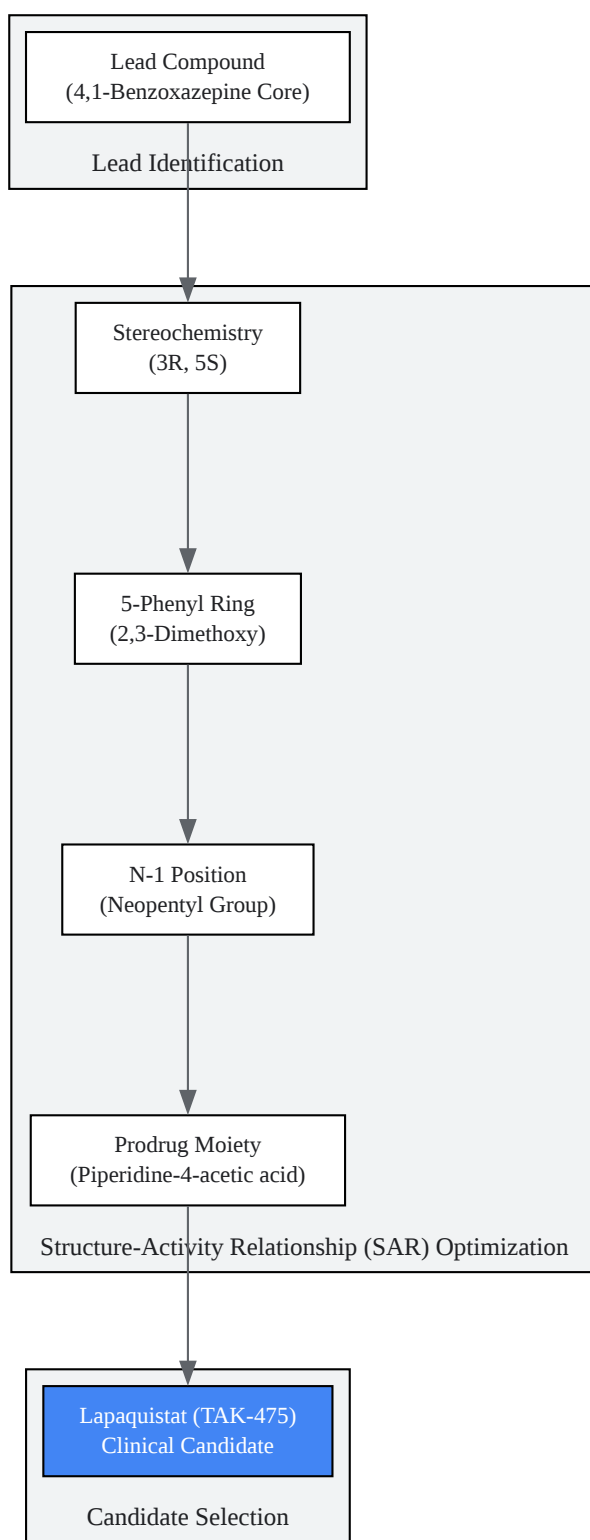 Lead Compound
(4,1-Benzoxazepine Core)
Lead Identification
Stereochemistry
(3R, 5S)
5-Phenyl Ring
(2,3-Dimethoxy)
N-1 Position
(Neopentyl Group)
Prodrug Moiety
(Piperidine-4-acetic acid)
Structure-Activity Relationship (SAR) Optimization
Lapaquistat (TAK-475)
Clinical Candidate
Candidate Selection